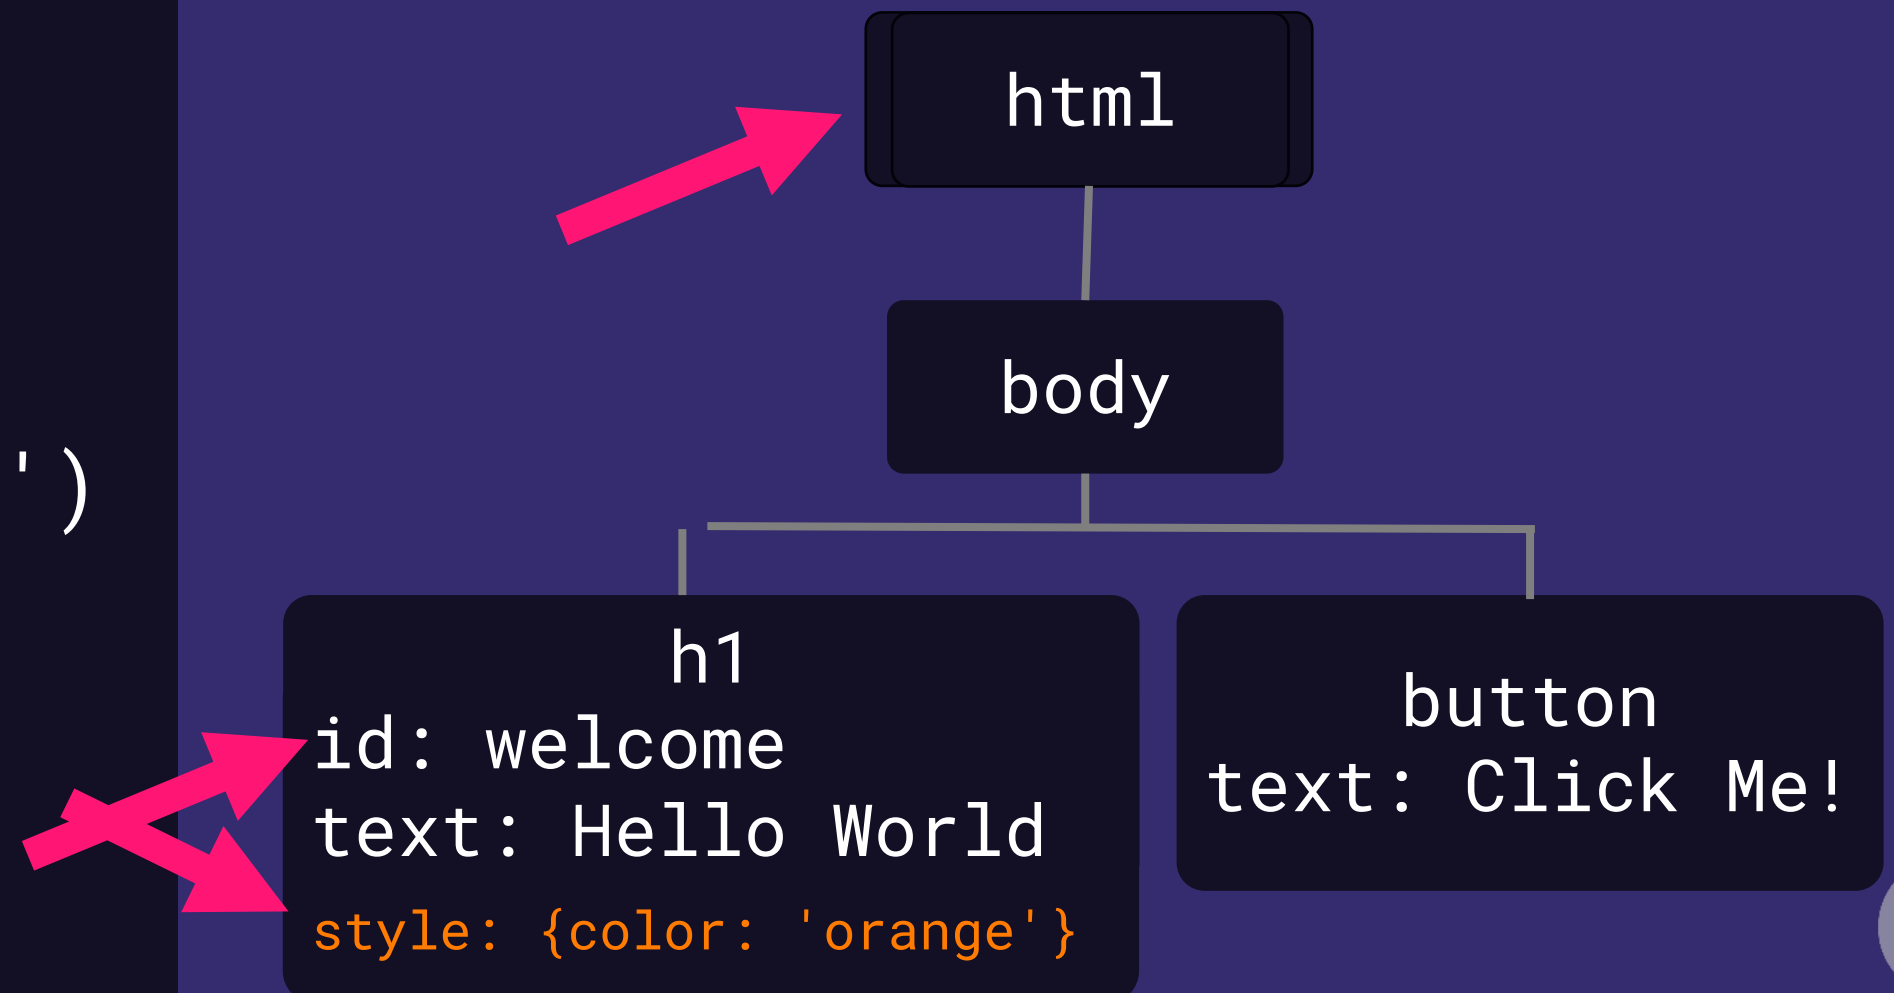 html
body
')
h1
id: welcome
text: Hello World
style: {color: 'orange'}
button
text: Click Me!